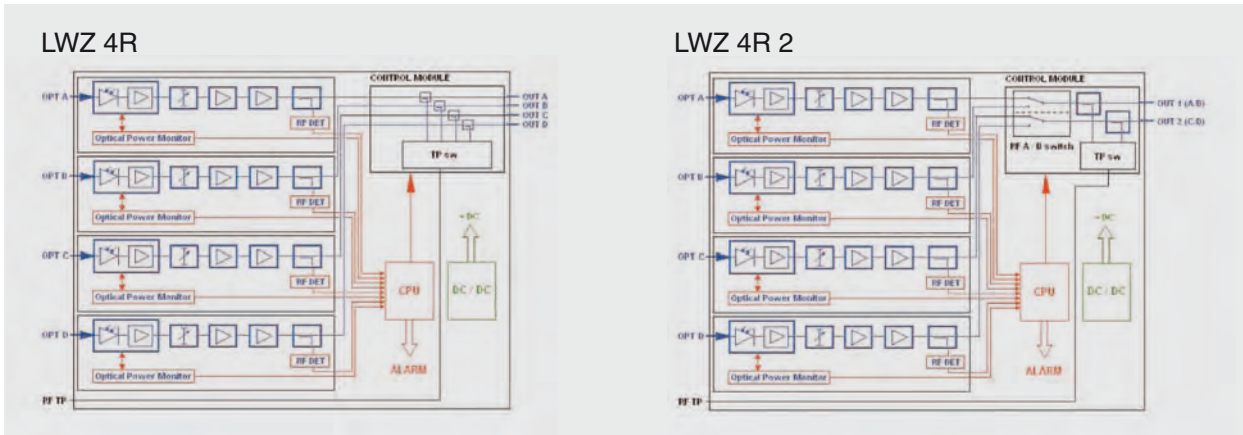 LWZ 4R
CONTROL MODULE
OPT A
OUT A
OUT B
OUT C
OUT D
RF DET
Optical Power Monitor
TP sw
OPT B
RF DET
Optical Power Monitor
~DC
OPT C
RF DET
Optical Power Monitor
CPU
DC / DC
OPT D
RF DET
Optical Power Monitor
ALARM
RF TP
LWZ 4R 2
CONTROL MODULE
OPT A
OUT 1 (A/B)
OUT 2 (C/D)
RF DET
Optical Power Monitor
RF A / B switch
TP sw
OPT B
RF DET
Optical Power Monitor
~DC
OPT C
RF DET
Optical Power Monitor
CPU
DC / DC
OPT D
RF DET
Optical Power Monitor
ALARM
RF TP